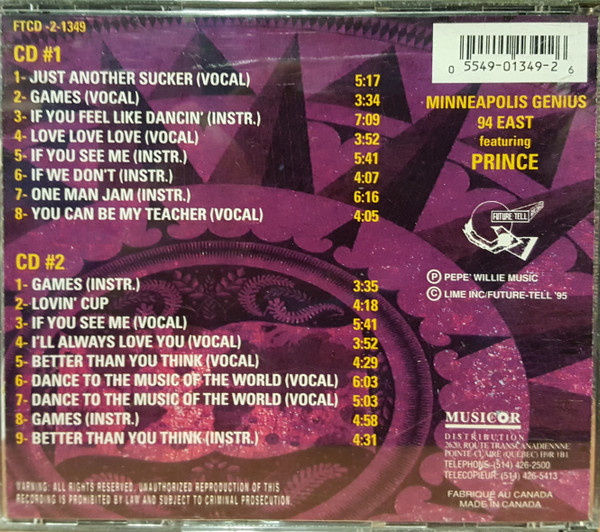 FTCD -2-1349
CD #1
1- JUST ANOTHER SUCKER (VOCAL) 5:17
2- GAMES (VOCAL) 3:34
3- IF YOU FEEL LIKE DANCIN' (INSTR.) 7:09
4- LOVE LOVE LOVE (VOCAL) 3:52
5- IF YOU SEE ME (INSTR.) 5:41
6- IF WE DON'T (INSTR.) 4:07
7- ONE MAN JAM (INSTR.) 6:16
8- YOU CAN BE MY TEACHER (VOCAL) 4:05
CD #2
1- GAMES (INSTR.) 3:35
2- LOVIN' CUP 4:18
3- IF YOU SEE ME (VOCAL) 5:41
4- I'LL ALWAYS LOVE YOU (VOCAL) 3:52
5- BETTER THAN YOU THINK (VOCAL) 4:29
6- DANCE TO THE MUSIC OF THE WORLD (VOCAL) 6:03
7- DANCE TO THE MUSIC OF THE WORLD (VOCAL) 5:03
8- GAMES (INSTR.) 4:58
9- BETTER THAN YOU THINK (INSTR.) 4:31
WARNING: ALL RIGHTS RESERVED, UNAUTHORIZED REPRODUCTION OF THIS
RECORDING IS PROHIBITED BY LAW AND SUBJECT TO CRIMINAL PROSECUTION.
0 5549-01349-2 6
MINNEAPOLIS GENIUS
94 EAST
featuring
PRINCE
FUTURE-TELL
Ⓟ PEPE' WILLIE MUSIC
© LIME INC/FUTURE-TELL '95
MUSICOR
DISTRIBUTION
2620, ROUTE TRANSCANADIENNE
POINTE CLAIRE (QUÉBEC) H9R 1B1
TELEPHONE: (514) 426-2500
TELECOPIEUR: (514) 426-5413
FABRIQUÉ AU CANADA
MADE IN CANADA